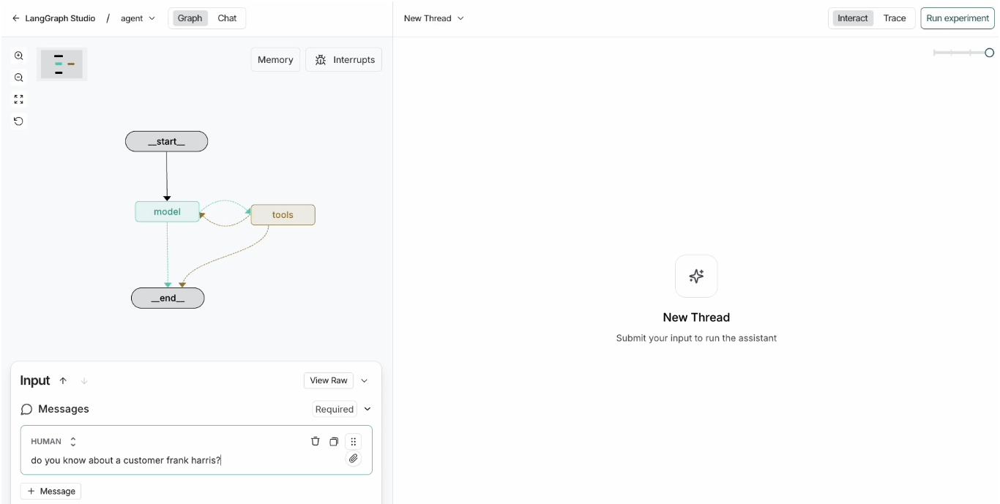 LangGraph Studio / agent
Graph Chat
New Thread
Interact Trace
Run experiment
Memory
Interrupts
__start__
model
tools
__end__
New Thread
Submit your input to run the assistant
Input
View Raw
Messages
Required
HUMAN
do you know about a customer frank harris?
+ Message